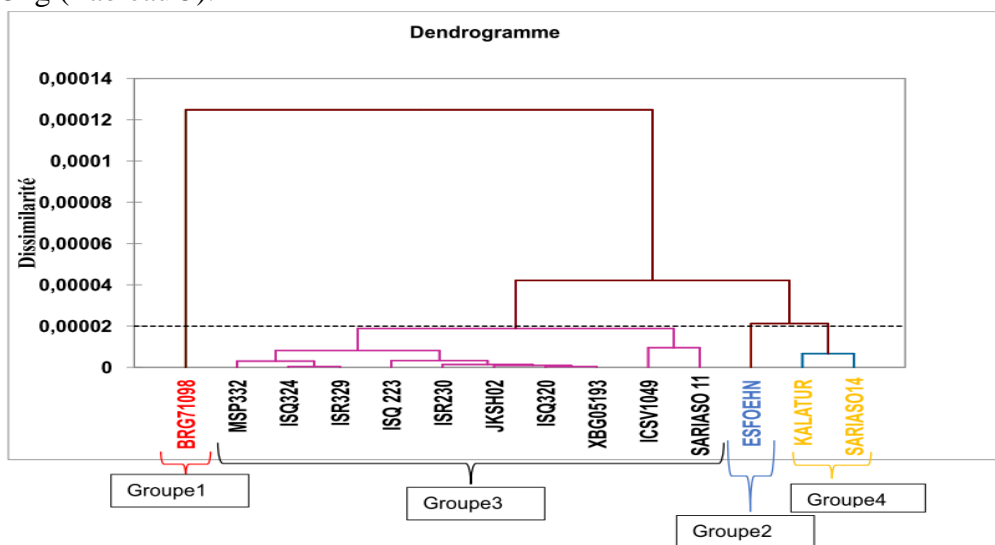 Dendrogramme
0,00014
0,00012
0,0001
0,00008
0,00006
0,00004
0,00002
0
Dissimilarité
BRG71098
MSP332
ISQ324
ISR329
ISQ 223
ISR230
JKSH02
ISQ320
XBG05193
ICSV1049
SARIASO 11
ESFOEHN
KALATUR
SARIASO14
Groupe1
Groupe3
Groupe2
Groupe4